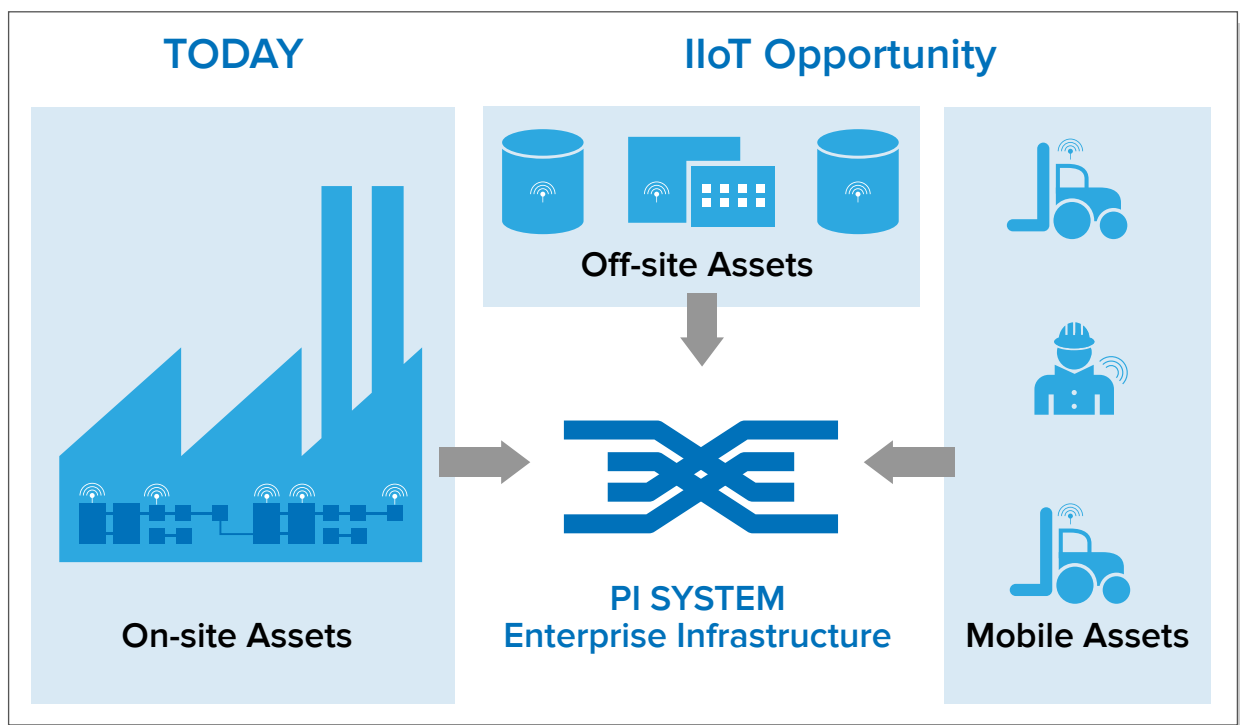 TODAY
IIoT Opportunity
Off-site Assets
On-site Assets
PI SYSTEM
Enterprise Infrastructure
Mobile Assets